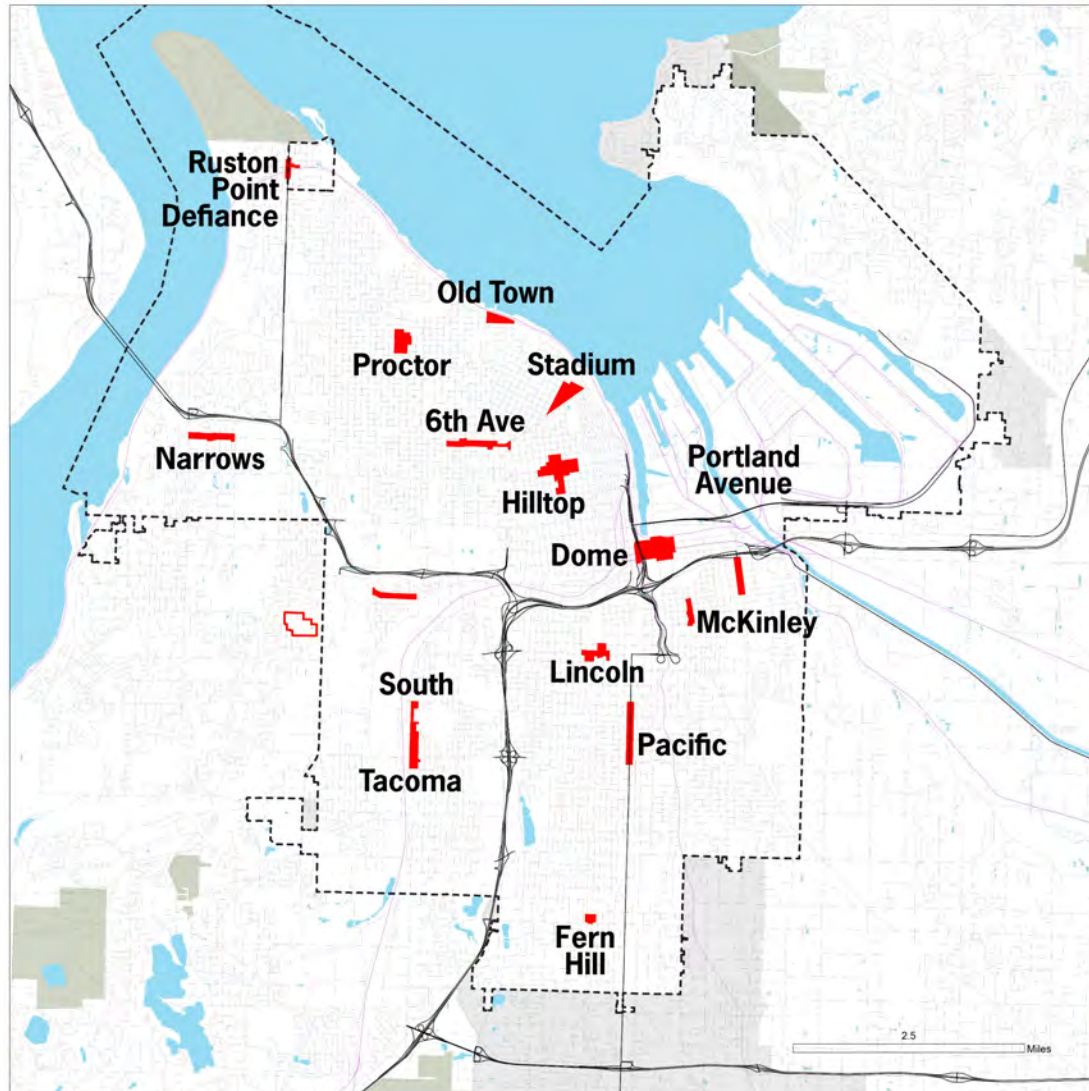 Ruston
Point
Defiance
Old Town
Proctor
Stadium
6th Ave
Narrows
Portland
Avenue
Hilltop
Dome
McKinley
Lincoln
South
Pacific
Tacoma
Fern
Hill
2.5
Miles